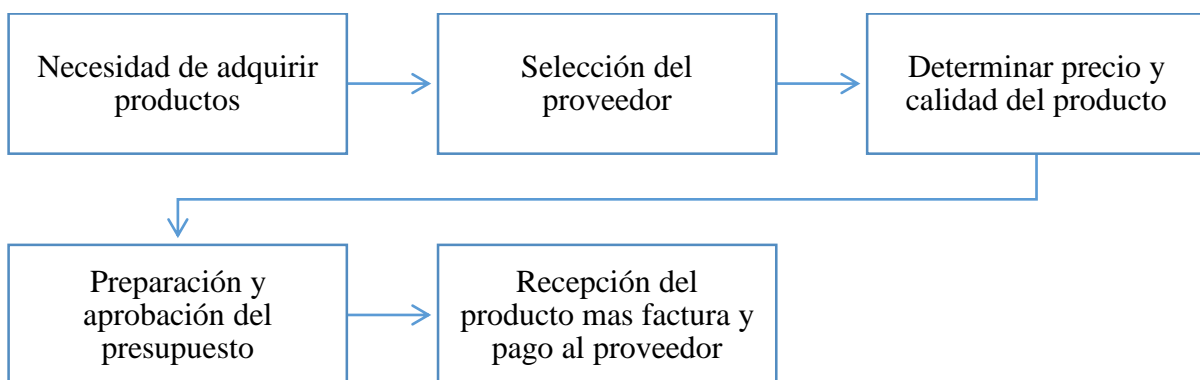 Necesidad de adquirir
productos
Selección del
proveedor
Determinar precio y
calidad del producto
Preparación y
aprobación del
presupuesto
Recepción del
producto mas factura y
pago al proveedor